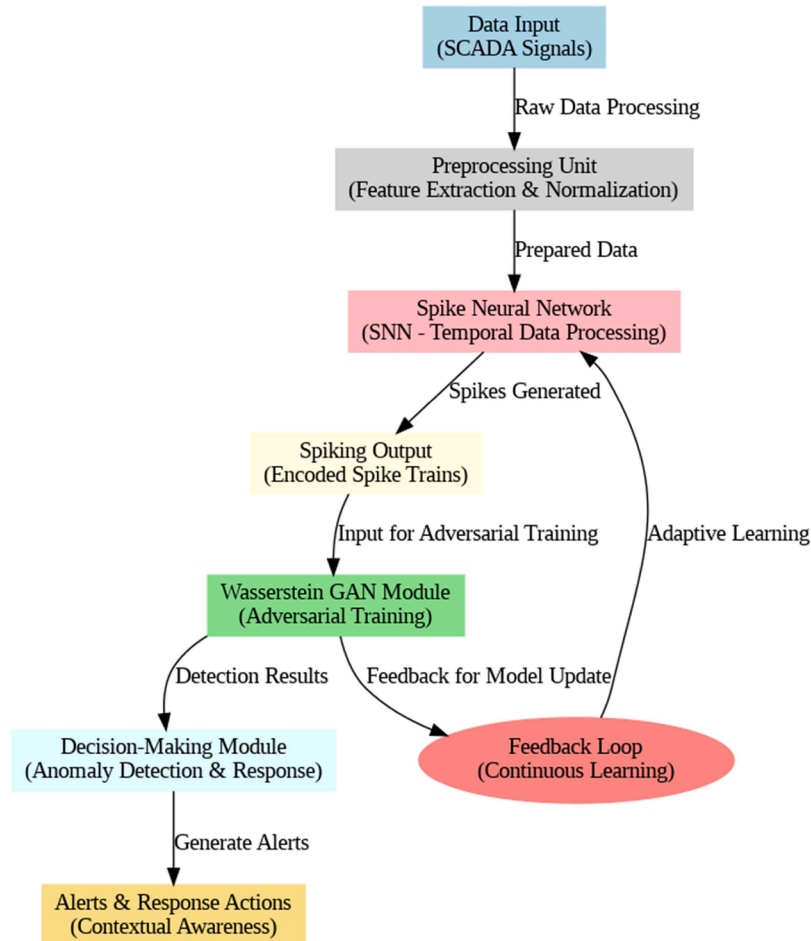 Data Input
(SCADA Signals)
Raw Data Processing
Preprocessing Unit
(Feature Extraction & Normalization)
Prepared Data
Spike Neural Network
(SNN - Temporal Data Processing)
Spikes Generated
Spiking Output
(Encoded Spike Trains)
Input for Adversarial Training
Adaptive Learning
Wasserstein GAN Module
(Adversarial Training)
Detection Results
Feedback for Model Update
Decision-Making Module
(Anomaly Detection & Response)
Feedback Loop
(Continuous Learning)
Generate Alerts
Alerts & Response Actions
(Contextual Awareness)